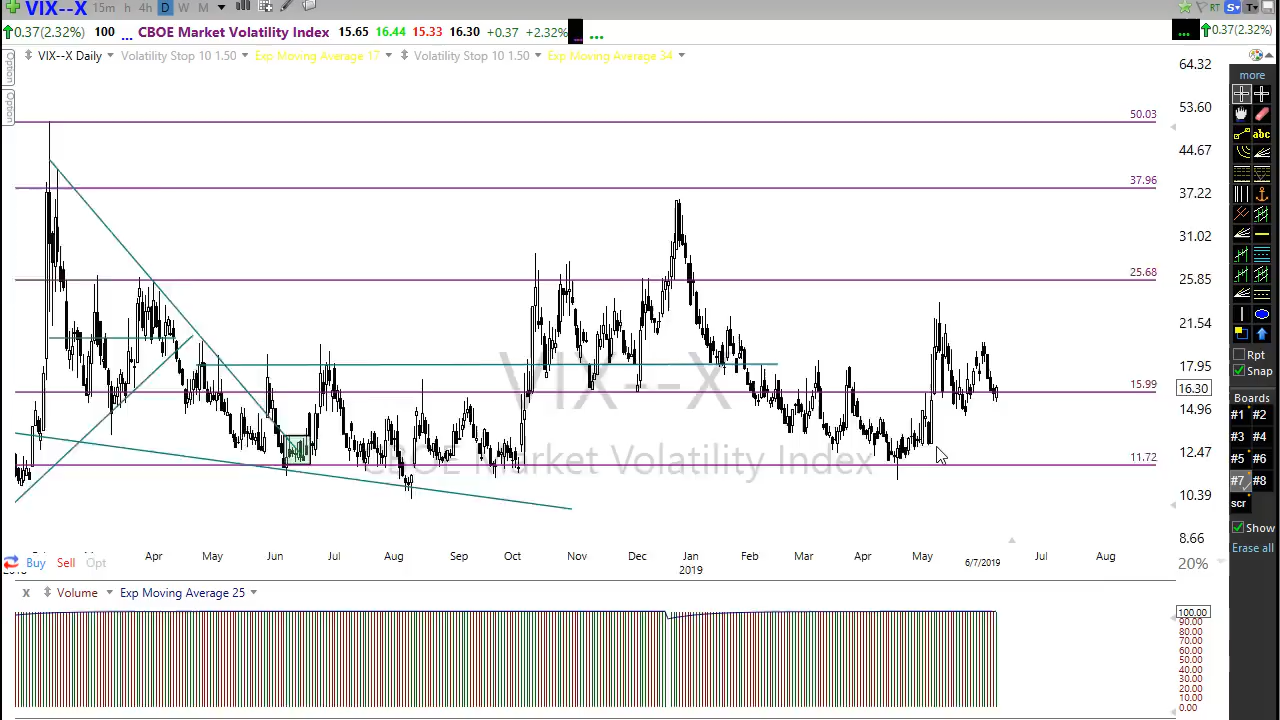 VIX--X 15m h 4h D W M RT S T
0.37(2.32%) 100 ... CBOE Market Volatility Index 15.65 16.44 15.33 16.30 +0.37 +2.32% ... ... 0.37(2.32%)
VIX--X Daily Volatility Stop 10 1.50 Exp Moving Average 17 Volatility Stop 10 1.50 Exp Moving Average 34
Option
Option
64.32
53.60
44.67
37.22
31.02
25.85
21.54
17.95
16.30
14.96
12.47
10.39
8.66
20%
50.03
37.96
25.68
15.99
11.72
VIX--X
CBOE Market Volatility Index
more
abc
Rpt
Snap
Boards
#1 #2
#3 #4
#5 #6
#7 #8
scr
Show
Erase all
Apr May Jun Jul Aug Sep Oct Nov Dec Jan Feb Mar Apr May 6/7/2019 Jul Aug
2019
Buy Sell Opt
x Volume Exp Moving Average 25
100.00
90.00
80.00
70.00
60.00
50.00
40.00
30.00
20.00
10.00
0.00